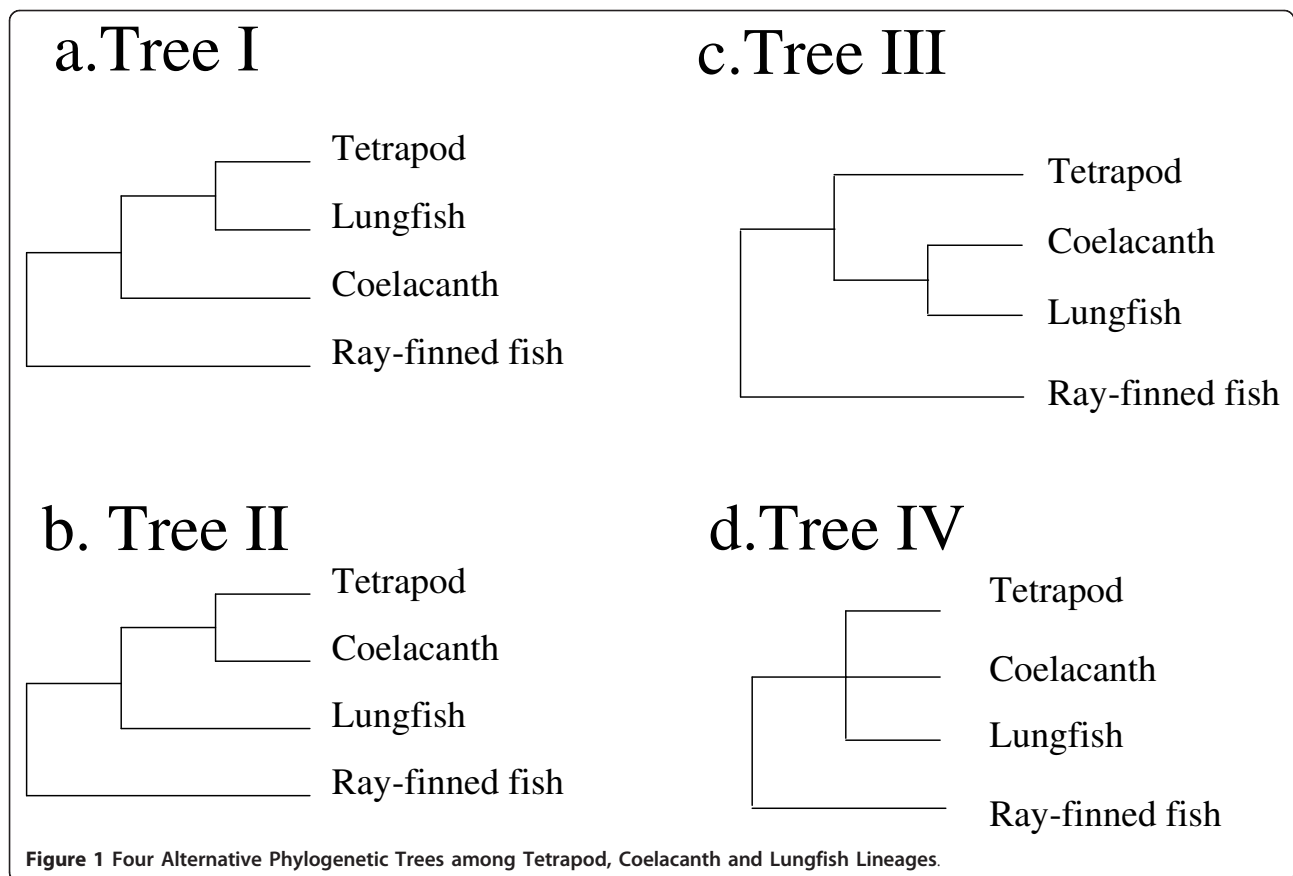 a.Tree I
Tetrapod
Lungfish
Coelacanth
Ray-finned fish
b. Tree II
Tetrapod
Coelacanth
Lungfish
Ray-finned fish
c.Tree III
Tetrapod
Coelacanth
Lungfish
Ray-finned fish
d.Tree IV
Tetrapod
Coelacanth
Lungfish
Ray-finned fish
Figure 1 Four Alternative Phylogenetic Trees among Tetrapod, Coelacanth and Lungfish Lineages.